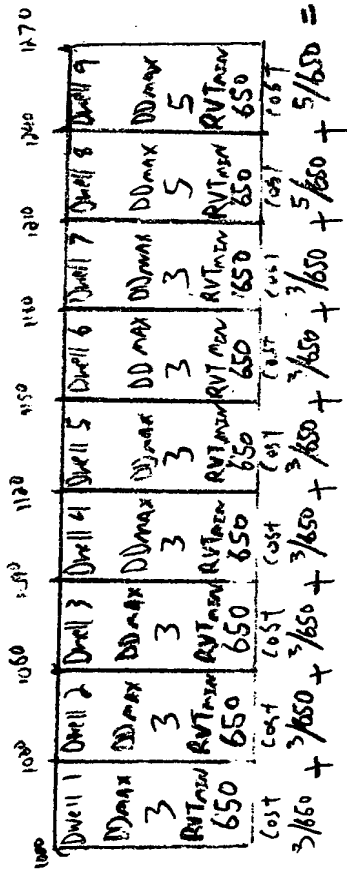 1000 1030 1060 1090 1120 1150 1180 1210 1240 1270
Dwell 1 Dwell 2 Dwell 3 Dwell 4 Dwell 5 Dwell 6 Dwell 7 Dwell 8 Dwell 9
DDMAX DDMAX DDMAX DDmax DDmax DDMAX DDmax DDMAX DDmax
3 3 3 3 3 3 3 5 5
RVTMIN RVTMIN RVTMIN RVTMIN RVTMIN RVTMIN RVTMIN RVTMIN RVTMIN
650 650 650 650 650 650 650 650 650
Cost Cost Cost Cost Cost Cost Cost Cost Cost
3/650 + 3/650 + 3/650 + 3/650 + 3/650 + 3/650 + 3/650 + 5/650 + 5/650 =